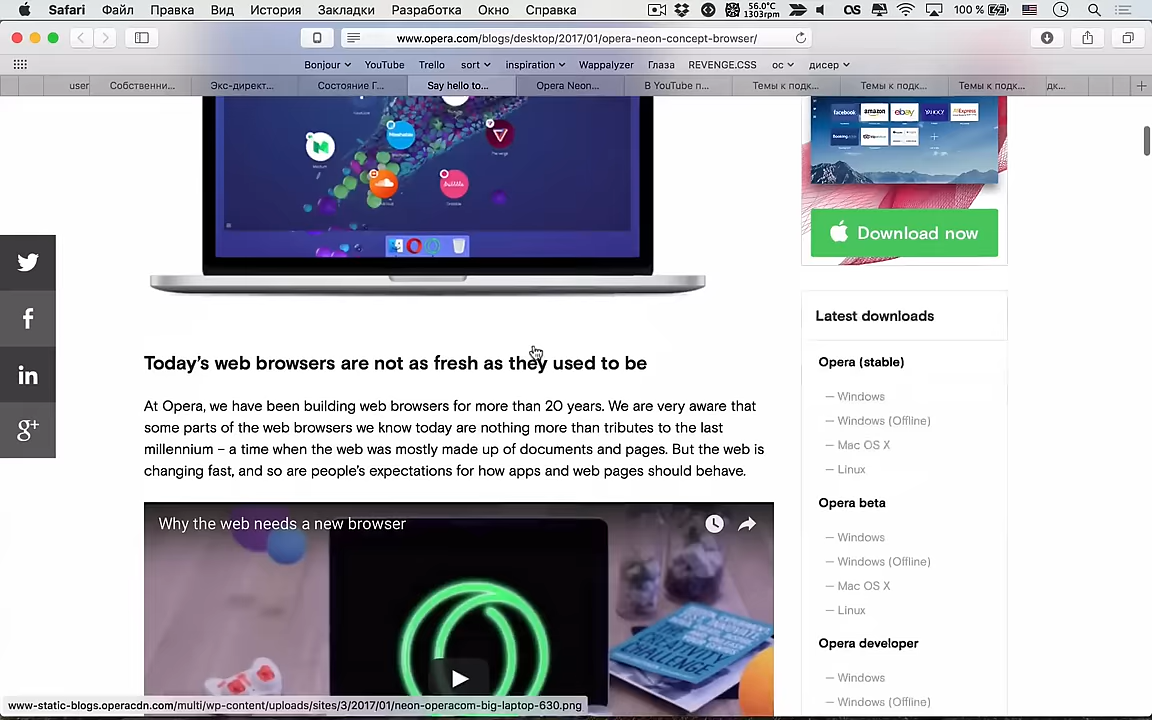 Safari Файл Правка Вид История Закладки Разработка Окно Справка 56.0°C 1303rpm 100 %
www.opera.com/blogs/desktop/2017/01/opera-neon-concept-browser/
Bonjour YouTube Trello sort inspiration Wappalyzer Глаза REVENGE.CSS ос дисер
user Собственни... Экс-директ... Состояние Г... Say hello to... Opera Neon... В YouTube п... Темы к подк... Темы к подк... Темы к подк... дк...
facebook amazon ebay YAHOO! AliExpress
Download now
Latest downloads
Today's web browsers are not as fresh as they used to be
Opera (stable)
At Opera, we have been building web browsers for more than 20 years. We are very aware that
some parts of the web browsers we know today are nothing more than tributes to the last
millennium – a time when the web was mostly made up of documents and pages. But the web is
changing fast, and so are people's expectations for how apps and web pages should behave.
– Windows
– Windows (Offline)
– Mac OS X
– Linux
Opera beta
Why the web needs a new browser
– Windows
– Windows (Offline)
– Mac OS X
– Linux
Opera developer
– Windows
– Windows (Offline)
CREATIVITY
CHALLENGE
www-static-blogs.operacdn.com/multi/wp-content/uploads/sites/3/2017/01/neon-operacom-big-laptop-630.png